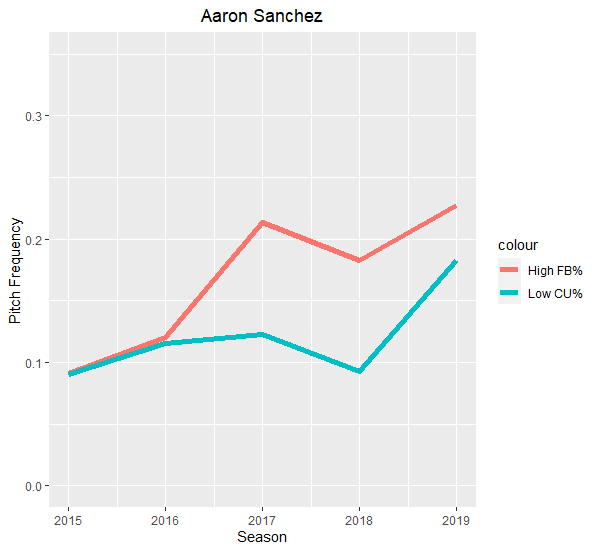 Aaron Sanchez
Pitch Frequency
0.3
0.2
0.1
0.0
2015 2016 2017 2018 2019
Season
colour
High FB%
Low CU%